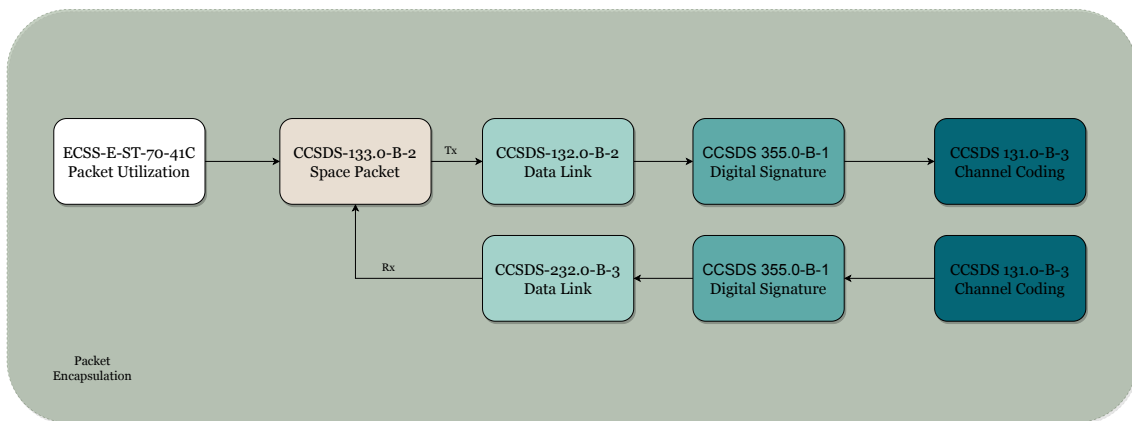 ECSS-E-ST-70-41C
Packet Utilization
CCSDS-133.0-B-2
Space Packet
Tx
CCSDS-132.0-B-2
Data Link
CCSDS 355.0-B-1
Digital Signature
CCSDS 131.0-B-3
Channel Coding
Rx
CCSDS-232.0-B-3
Data Link
CCSDS 355.0-B-1
Digital Signature
CCSDS 131.0-B-3
Channel Coding
Packet
Encapsulation